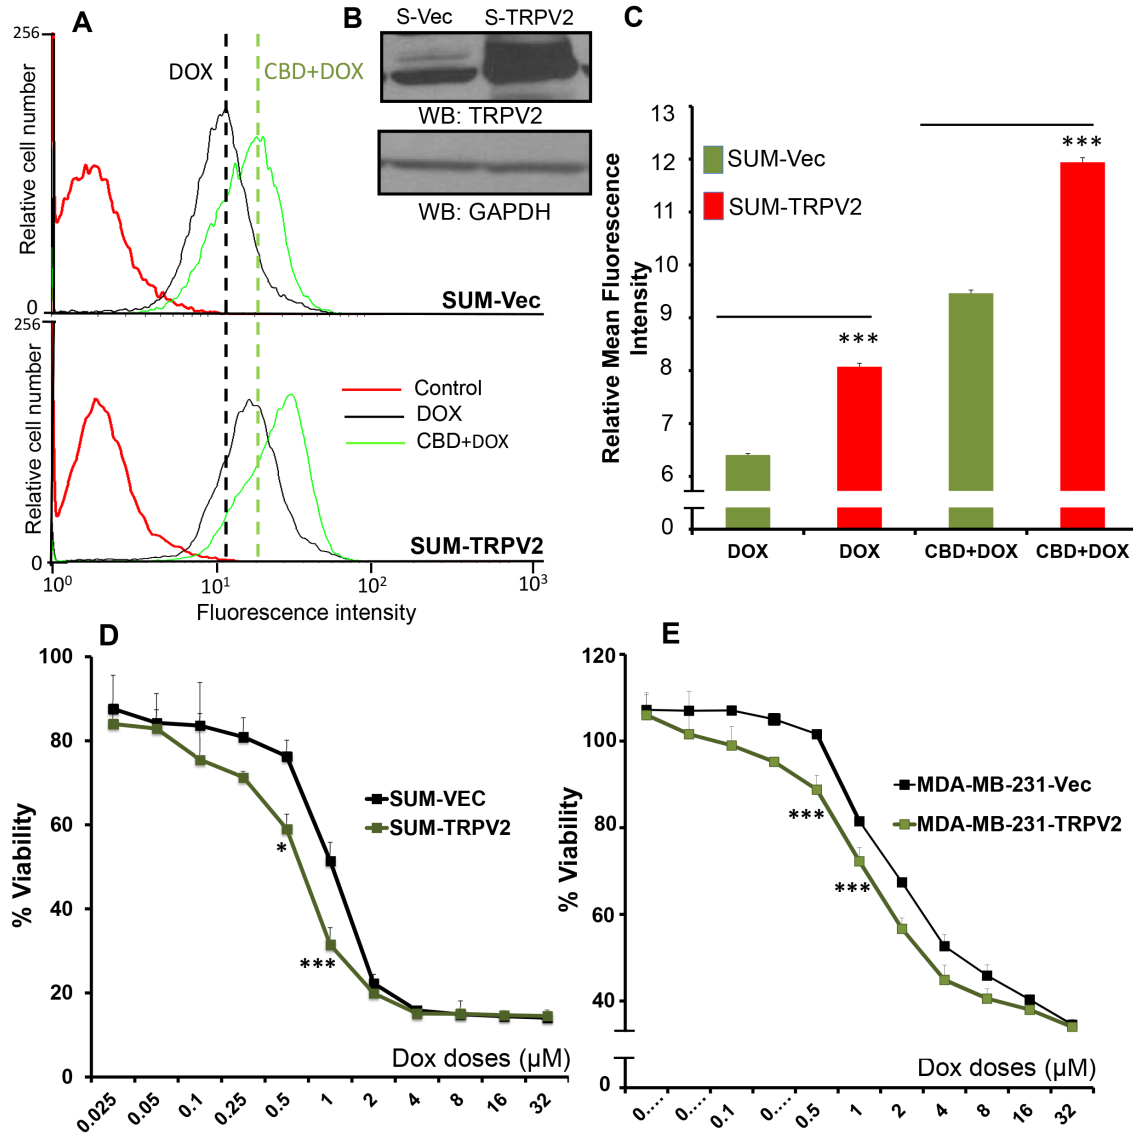 A
256
Relative cell number
0
DOX
CBD+DOX
SUM-Vec
256
Relative cell number
0
Control
DOX
CBD+DOX
SUM-TRPV2
10⁰
10¹
10²
10³
Fluorescence intensity
B
S-Vec
S-TRPV2
WB: TRPV2
WB: GAPDH
C
Relative Mean Fluorescence
Intensity
13
12
11
10
9
8
7
6
0
SUM-Vec
SUM-TRPV2
***
***
DOX
DOX
CBD+DOX
CBD+DOX
D
% Viability
100
80
60
40
20
0
SUM-VEC
SUM-TRPV2
*
***
Dox doses (µM)
0.025
0.05
0.1
0.25
0.5
1
2
4
8
16
32
E
% Viability
120
100
80
60
40
0
MDA-MB-231-Vec
MDA-MB-231-TRPV2
***
***
Dox doses (µM)
0....
0....
0.1
0....
0.5
1
2
4
8
16
32